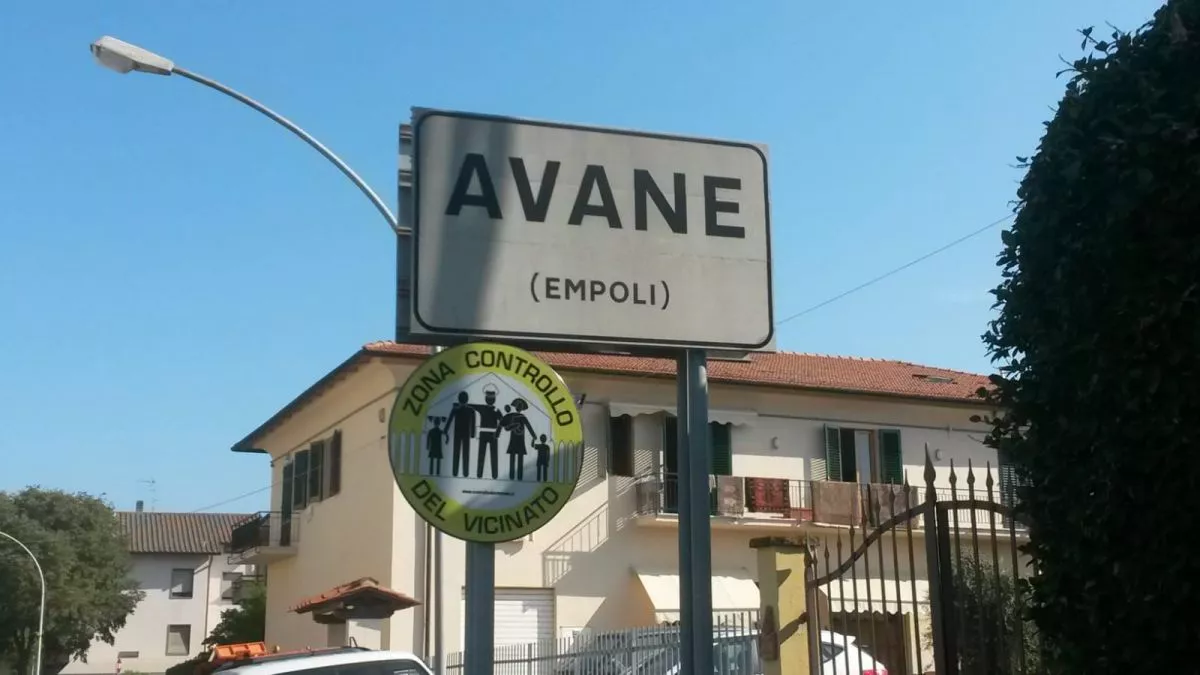 AVANE
(EMPOLI)
ZONA CONTROLLO
DEL VICINATO